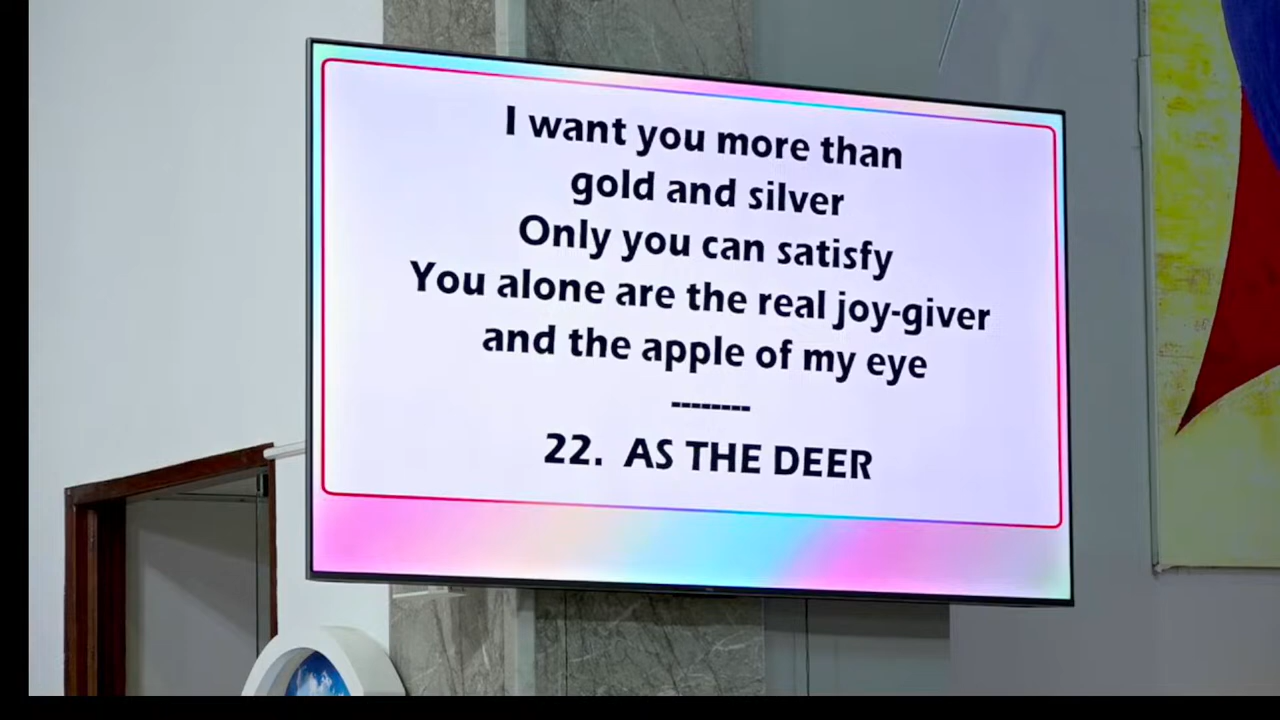 I want you more than
gold and silver
Only you can satisfy
You alone are the real joy-giver
and the apple of my eye
--------
22. AS THE DEER